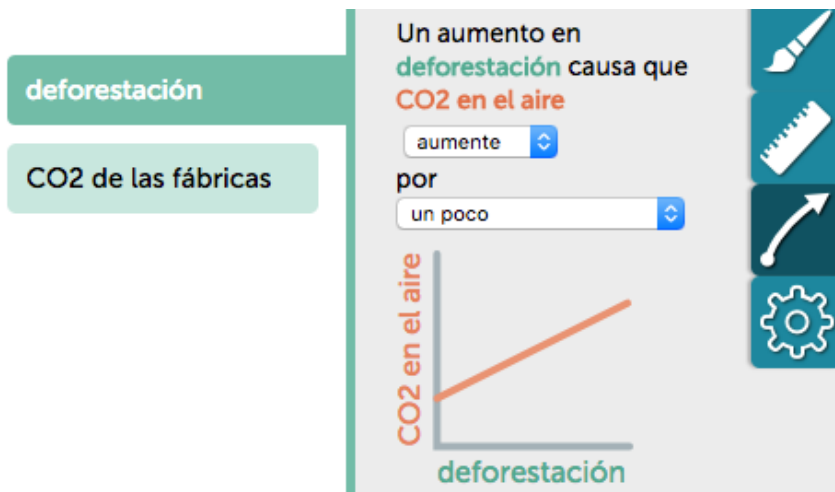 deforestación
CO2 de las fábricas
Un aumento en
deforestación causa que
CO2 en el aire
aumente
por
un poco
CO2 en el aire
deforestación